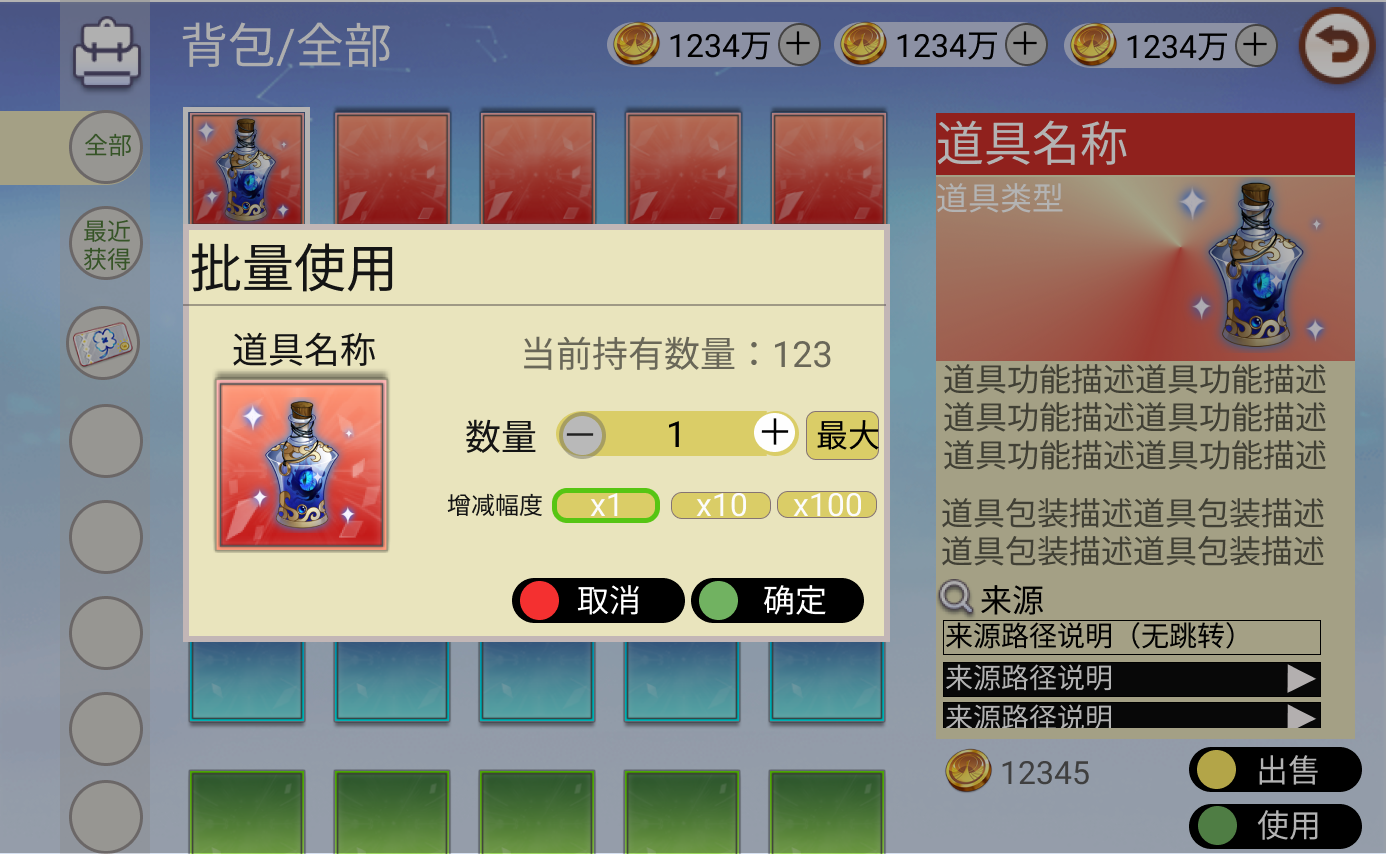 背包/全部
1234万
1234万
1234万
全部
最近
获得
批量使用
道具名称
当前持有数量：123
数量
1
最大
增减幅度
x1
x10
x100
取消
确定
道具名称
道具类型
道具功能描述道具功能描述
道具功能描述道具功能描述
道具功能描述道具功能描述
道具包装描述道具包装描述
道具包装描述道具包装描述
来源
来源路径说明（无跳转）
来源路径说明
来源路径说明
12345
出售
使用